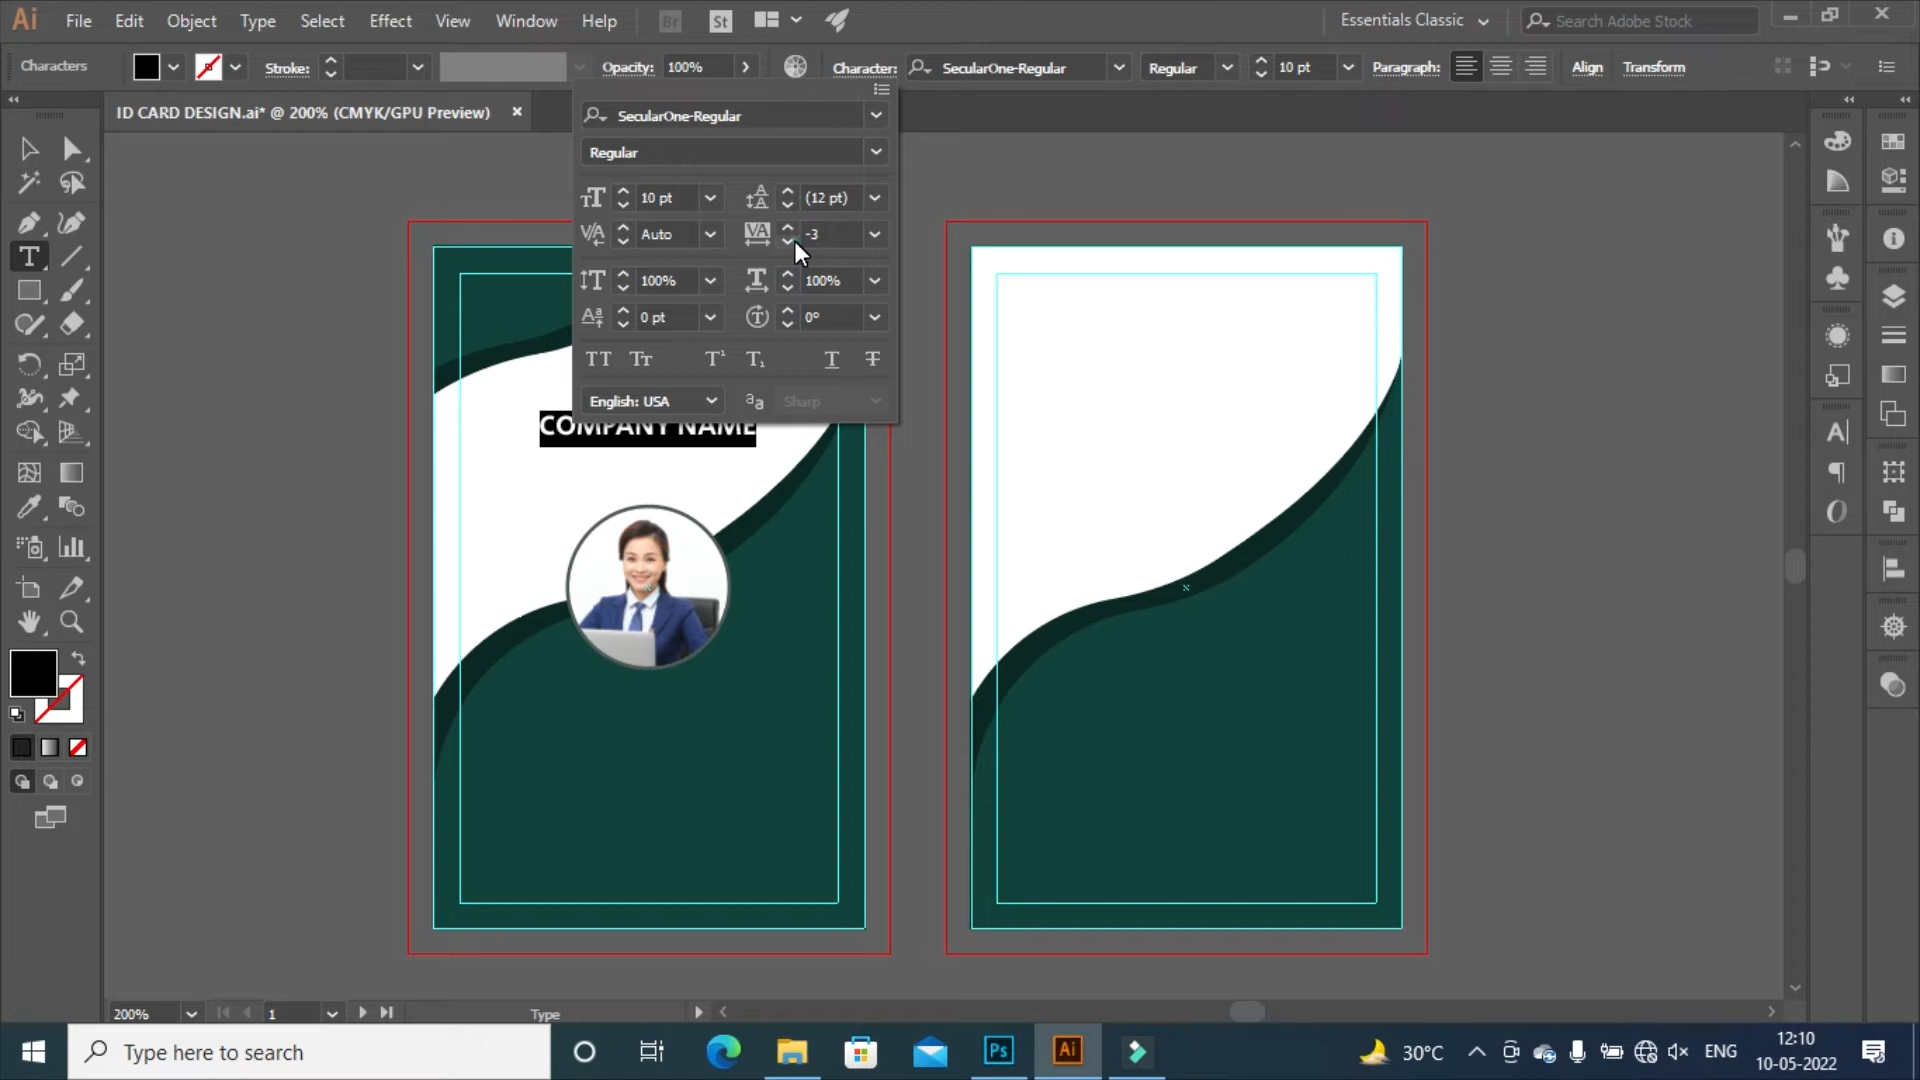 Ai File Edit Object Type Select Effect View Window Help Br St Essentials Classic Search Adobe Stock
Characters Stroke: Opacity: 100% Character: SecularOne-Regular Regular 10 pt Paragraph: Align Transform
ID CARD DESIGN.ai* @ 200% (CMYK/GPU Preview)
SecularOne-Regular
Regular
10 pt (12 pt)
Auto -3
100% 100%
0 pt 0°
English: USA Sharp
COMPANY NAME
200% 1 Type
Type here to search Ps Ai 30°C ENG 12:10
10-05-2022